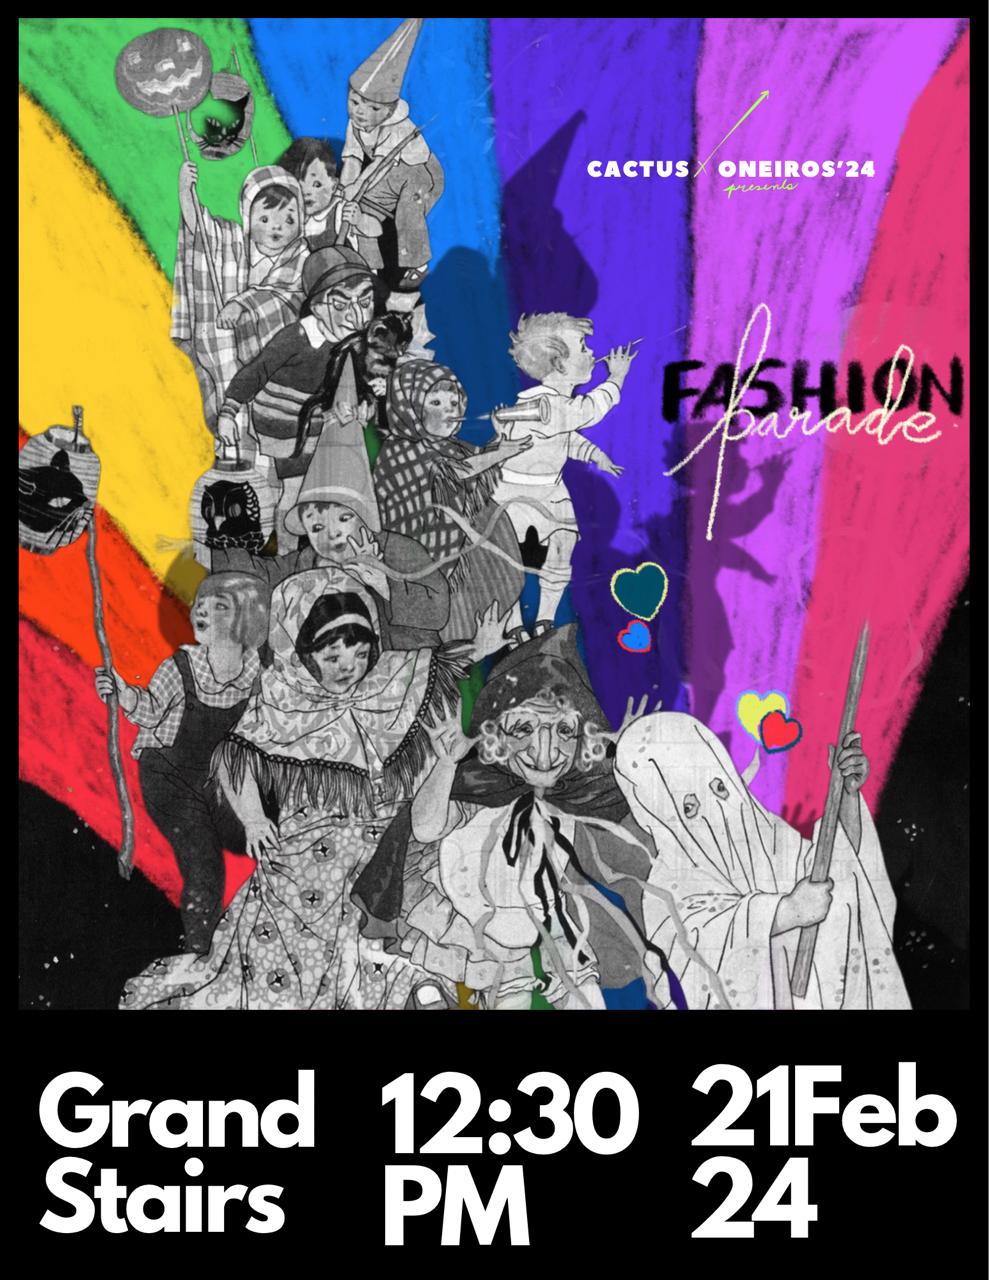 CACTUS X ONEIROS'24
presents
FASHION
parade
Grand
Stairs
12:30
PM
21Feb
24